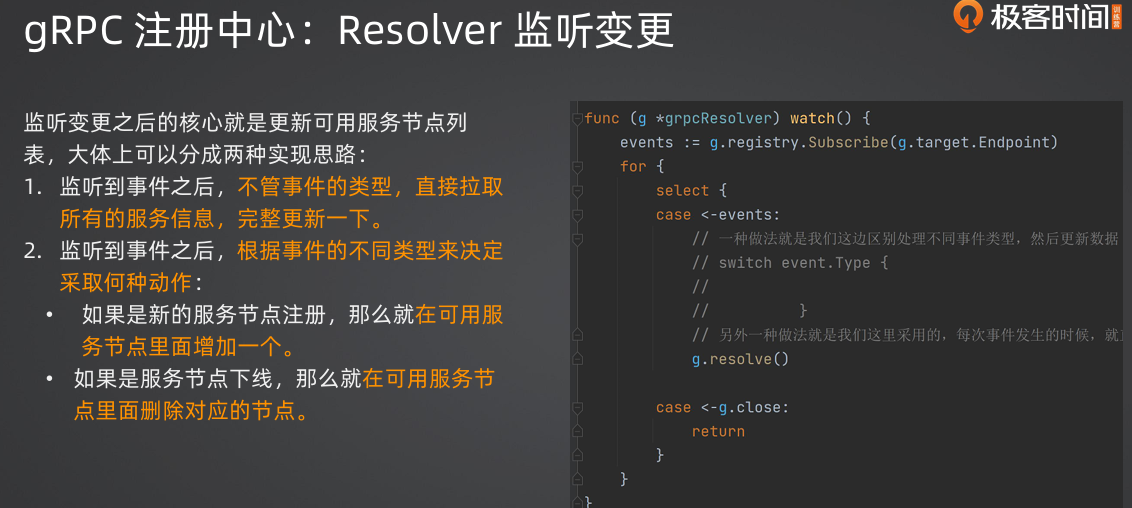 gRPC 注册中心：Resolver 监听变更
极客时间
训练营
监听变更之后的核心就是更新可用服务节点列
表，大体上可以分成两种实现思路：
1. 监听到事件之后，不管事件的类型，直接拉取
所有的服务信息，完整更新一下。
2. 监听到事件之后，根据事件的不同类型来决定
采取何种动作：
• 如果是新的服务节点注册，那么就在可用服
务节点里面增加一个。
• 如果是服务节点下线，那么就在可用服务节
点里面删除对应的节点。
func (g *grpcResolver) watch() {
events := g.registry.Subscribe(g.target.Endpoint)
for {
select {
case <-events:
// 一种做法就是我们这边区别处理不同事件类型，然后更新数据
// switch event.Type {
//
// }
// 另外一种做法就是我们这里采用的，每次事件发生的时候，就
g.resolve()
case <-g.close:
return
}
}
}